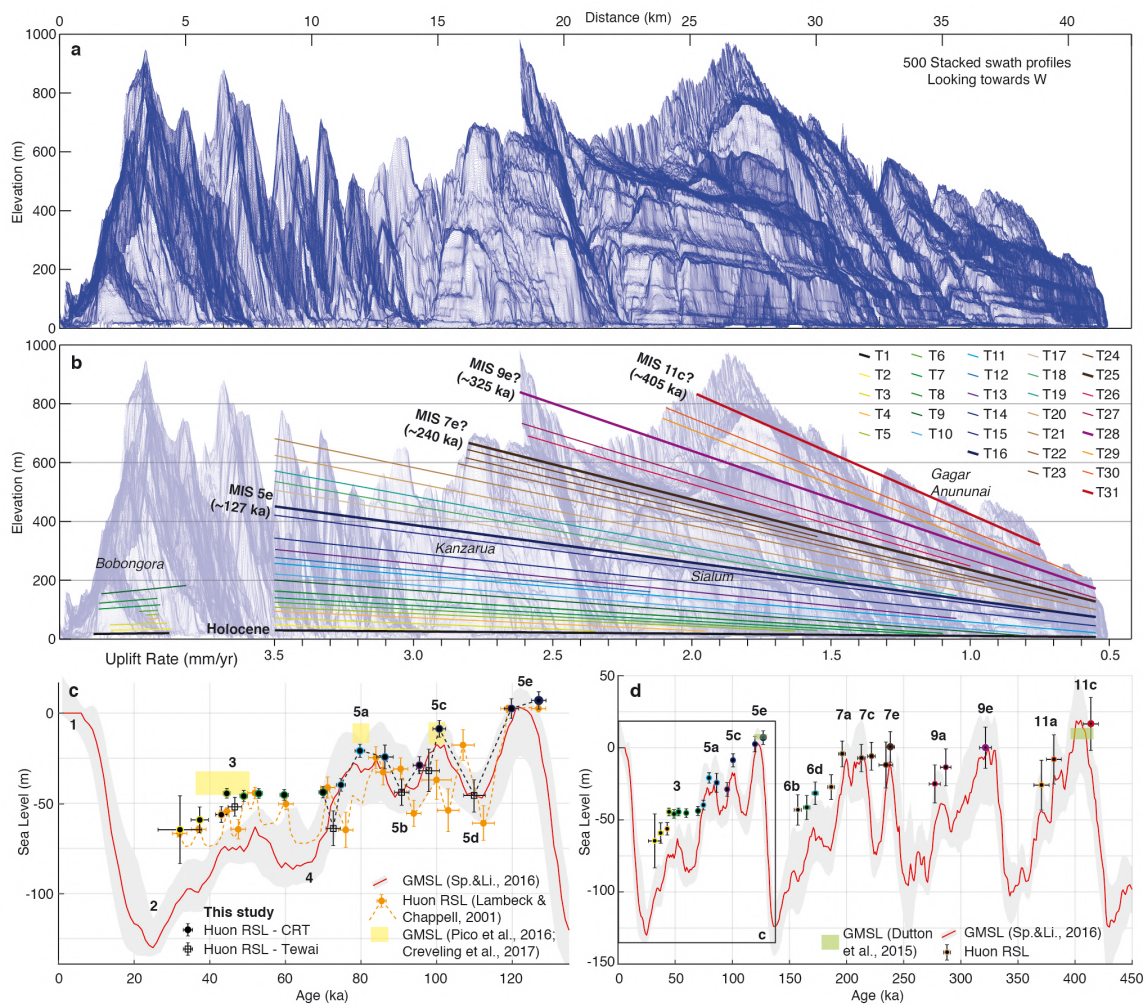 0 5 10 15 20 Distance (km) 25 30 35 40
a
500 Stacked swath profiles
Looking towards W
Elevation (m)
1000
800
600
400
200
0
b
MIS 9e?
(~325 ka)
MIS 11c?
(~405 ka)
MIS 7e?
(~240 ka)
MIS 5e
(~127 ka)
Holocene
Bobongora
Kanzarua
Sialum
Gagar
Anununai
T1 T6 T11 T17 T24
T2 T7 T12 T18 T25
T3 T8 T13 T19 T26
T4 T9 T14 T20 T27
T5 T10 T15 T21 T28
T16 T22 T29
T23 T30
T31
Elevation (m)
1000
800
600
400
200
0
Uplift Rate (mm/yr) 3.5 3.0 2.5 2.0 1.5 1.0 0.5
c
1
2
3
4
5a
5b
5c
5d
5e
This study
Huon RSL - CRT
Huon RSL - Tewai
GMSL (Sp.&Li., 2016)
Huon RSL (Lambeck &
Chappell, 2001)
GMSL (Pico et al., 2016;
Creveling et al., 2017)
Sea Level (m)
0
-50
-100
0 20 40 60 80 100 120
Age (ka)
d
3
5a
5c
5e
6b
6d
7a
7c
7e
9a
9e
11a
11c
c
GMSL (Dutton
et al., 2015)
GMSL (Sp.&Li., 2016)
Huon RSL
Sea Level (m)
50
0
-50
-100
-150
0 50 100 150 200 250 300 350 400 450
Age (ka)